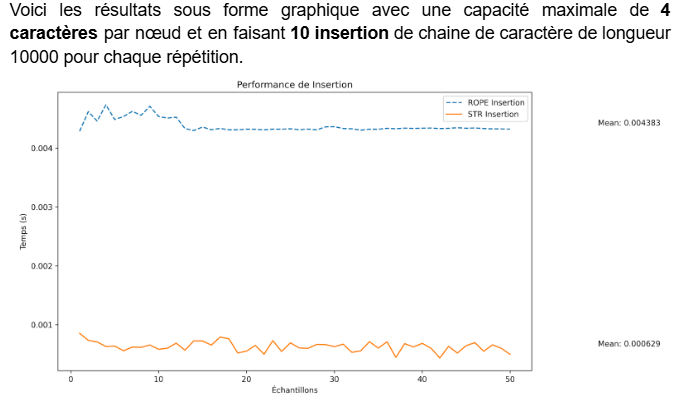 Voici les résultats sous forme graphique avec une capacité maximale de 4
caractères par nœud et en faisant 10 insertion de chaine de caractère de longueur
10000 pour chaque répétition.
Performance de Insertion
ROPE Insertion
STR Insertion
Mean: 0.004383
0.004
0.003
0.002
0.001
Temps (s)
Mean: 0.000629
0
10
20
30
40
50
Échantillons